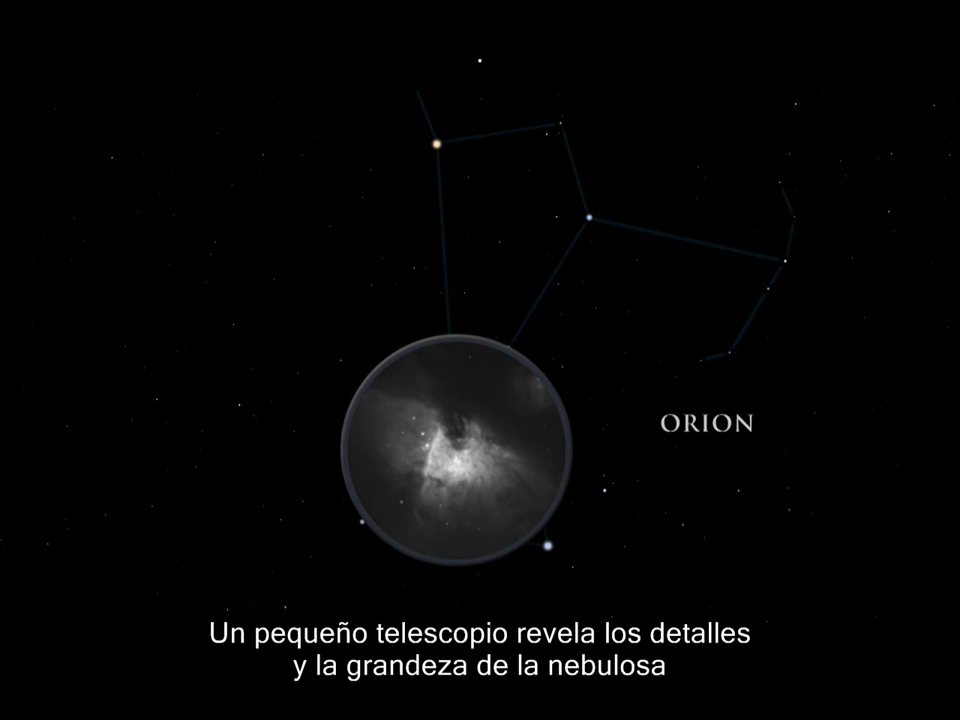 ORION
Un pequeño telescopio revela los detalles
y la grandeza de la nebulosa